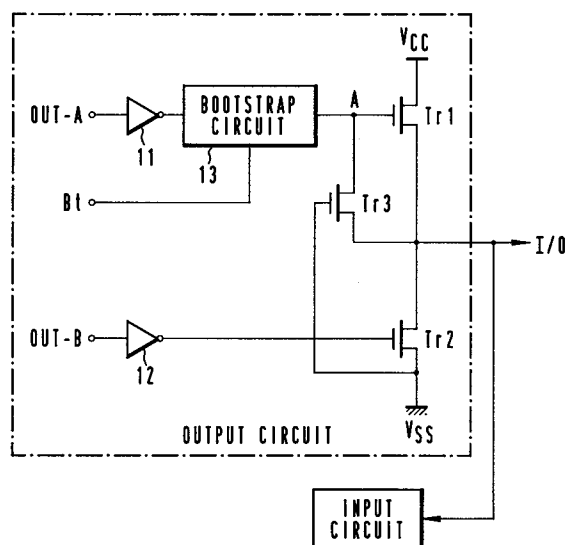 VCC
OUT-A
11
BOOTSTRAP
CIRCUIT
13
A
Tr1
Bt
Tr3
I/O
OUT-B
12
Tr2
VSS
OUTPUT CIRCUIT
INPUT
CIRCUIT